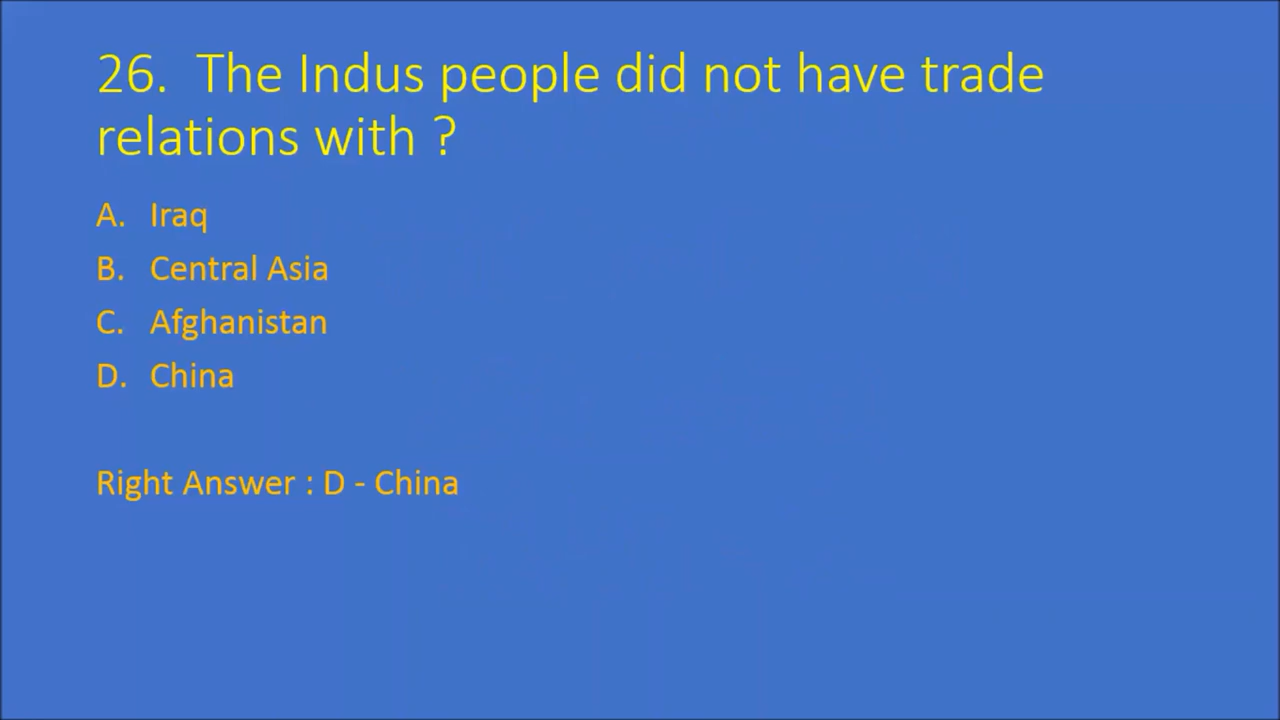 26. The Indus people did not have trade
relations with ?
A. Iraq
B. Central Asia
C. Afghanistan
D. China
Right Answer : D - China